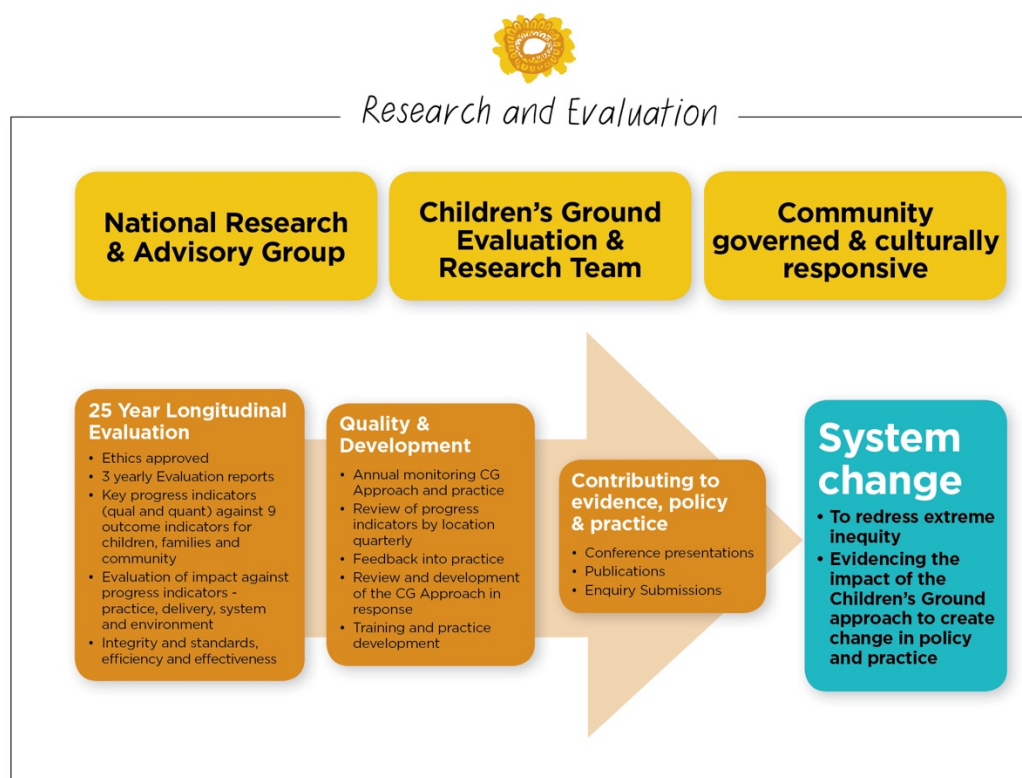 Research and Evaluation
National Research
& Advisory Group
Children's Ground
Evaluation &
Research Team
Community
governed & culturally
responsive
25 Year Longitudinal
Evaluation
• Ethics approved
• 3 yearly Evaluation reports
• Key progress indicators
(qual and quant) against 9
outcome indicators for
children, families and
community
• Evaluation of impact against
progress indicators -
practice, delivery, system
and environment
• Integrity and standards,
efficiency and effectiveness
Quality &
Development
• Annual monitoring CG
Approach and practice
• Review of progress
indicators by location
quarterly
• Feedback into practice
• Review and development
of the CG Approach in
response
• Training and practice
development
Contributing to
evidence, policy
& practice
• Conference presentations
• Publications
• Enquiry Submissions
System
change
• To redress extreme
inequity
• Evidencing the
impact of the
Children's Ground
approach to create
change in policy
and practice